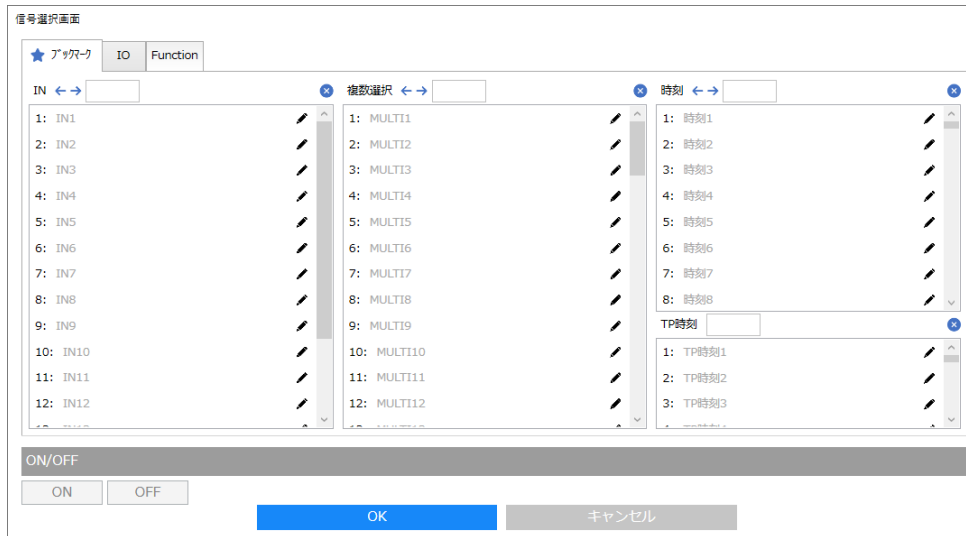 信号選択画面
ﾌﾞｯｸﾏｰｸ IO Function
IN
1: IN1
2: IN2
3: IN3
4: IN4
5: IN5
6: IN6
7: IN7
8: IN8
9: IN9
10: IN10
11: IN11
12: IN12
複数選択
1: MULTI1
2: MULTI2
3: MULTI3
4: MULTI4
5: MULTI5
6: MULTI6
7: MULTI7
8: MULTI8
9: MULTI9
10: MULTI10
11: MULTI11
12: MULTI12
時刻
1: 時刻1
2: 時刻2
3: 時刻3
4: 時刻4
5: 時刻5
6: 時刻6
7: 時刻7
8: 時刻8
TP時刻
1: TP時刻1
2: TP時刻2
3: TP時刻3
ON/OFF
ON OFF
OK キャンセル